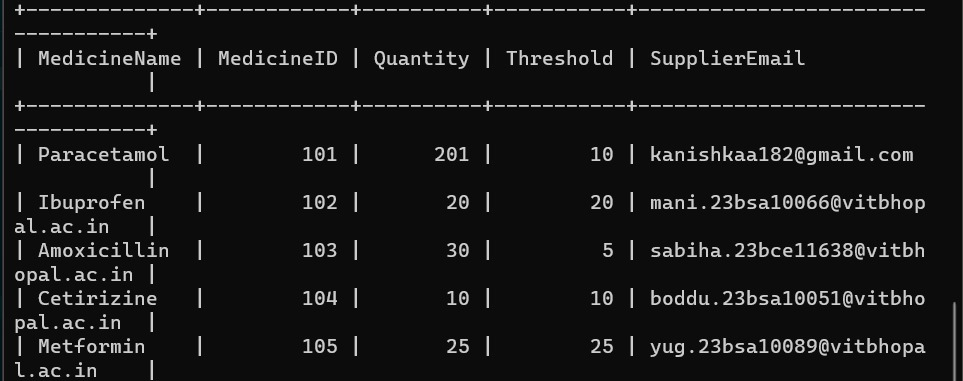 +--------------+------------+----------+-----------+------------------------
-----------+
| MedicineName | MedicineID | Quantity | Threshold | SupplierEmail
           |
+--------------+------------+----------+-----------+------------------------
-----------+
| Paracetamol  |        101 |      201 |        10 | kanishkaa182@gmail.com
           |
| Ibuprofen    |        102 |       20 |        20 | mani.23bsa10066@vitbhop
al.ac.in   |
| Amoxicillin  |        103 |       30 |         5 | sabiha.23bce11638@vitbh
opal.ac.in |
| Cetirizine   |        104 |       10 |        10 | boddu.23bsa10051@vitbho
pal.ac.in  |
| Metformin    |        105 |       25 |        25 | yug.23bsa10089@vitbhopa
l.ac.in    |